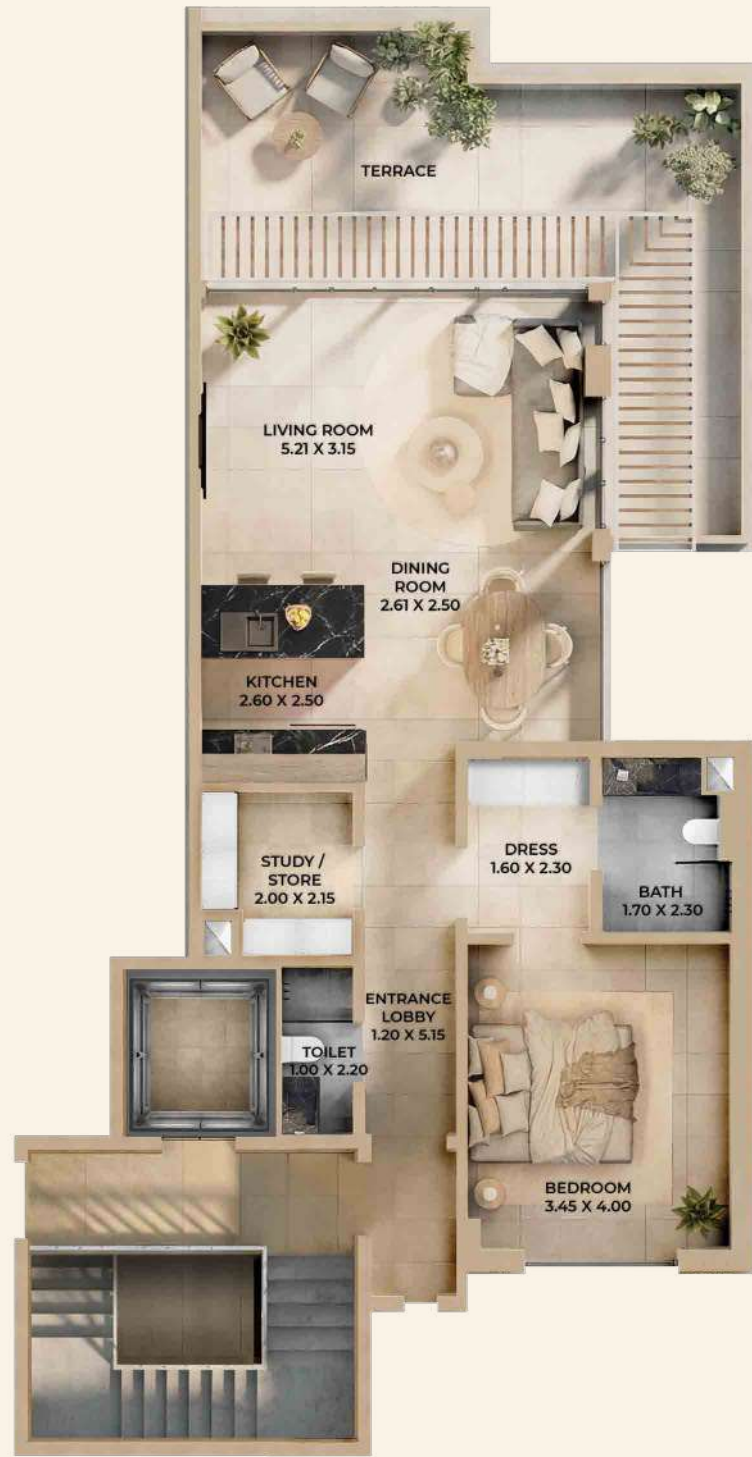 TERRACE
LIVING ROOM
5.21 X 3.15
DINING
ROOM
2.61 X 2.50
KITCHEN
2.60 X 2.50
STUDY /
STORE
2.00 X 2.15
DRESS
1.60 X 2.30
BATH
1.70 X 2.30
ENTRANCE
LOBBY
1.20 X 5.15
TOILET
1.00 X 2.20
BEDROOM
3.45 X 4.00